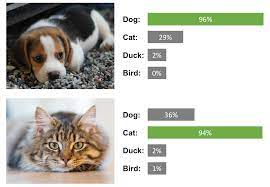 Dog: 96%
Cat: 29%
Duck: 2%
Bird: 0%
Dog: 36%
Cat: 94%
Duck: 2%
Bird: 1%